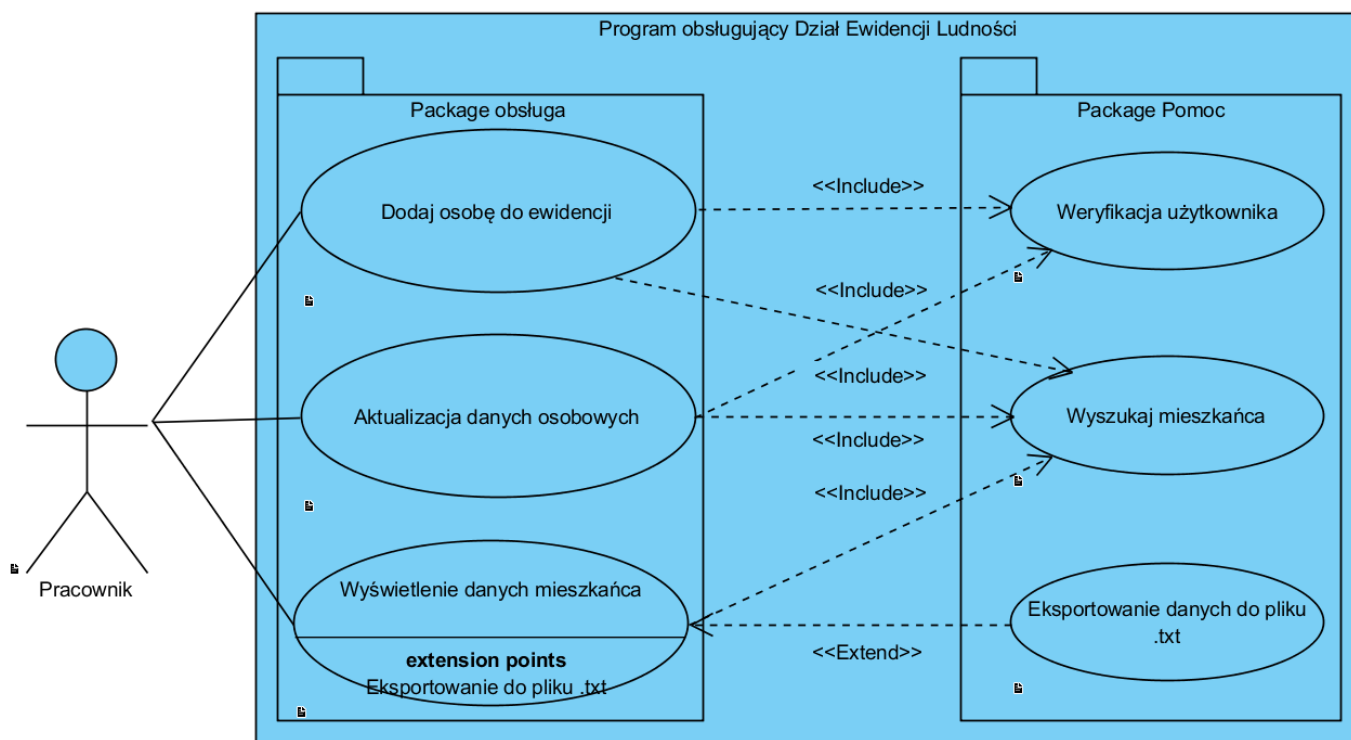 Program obsługujący Dział Ewidencji Ludności
Package obsługa
Package Pomoc
Dodaj osobę do ewidencji
<<Include>>
Weryfikacja użytkownika
<<Include>>
Aktualizacja danych osobowych
<<Include>>
<<Include>>
Wyszukaj mieszkańca
<<Include>>
Pracownik
Wyświetlenie danych mieszkańca
extension points
Eksportowanie do pliku .txt
<<Extend>>
Eksportowanie danych do pliku
.txt